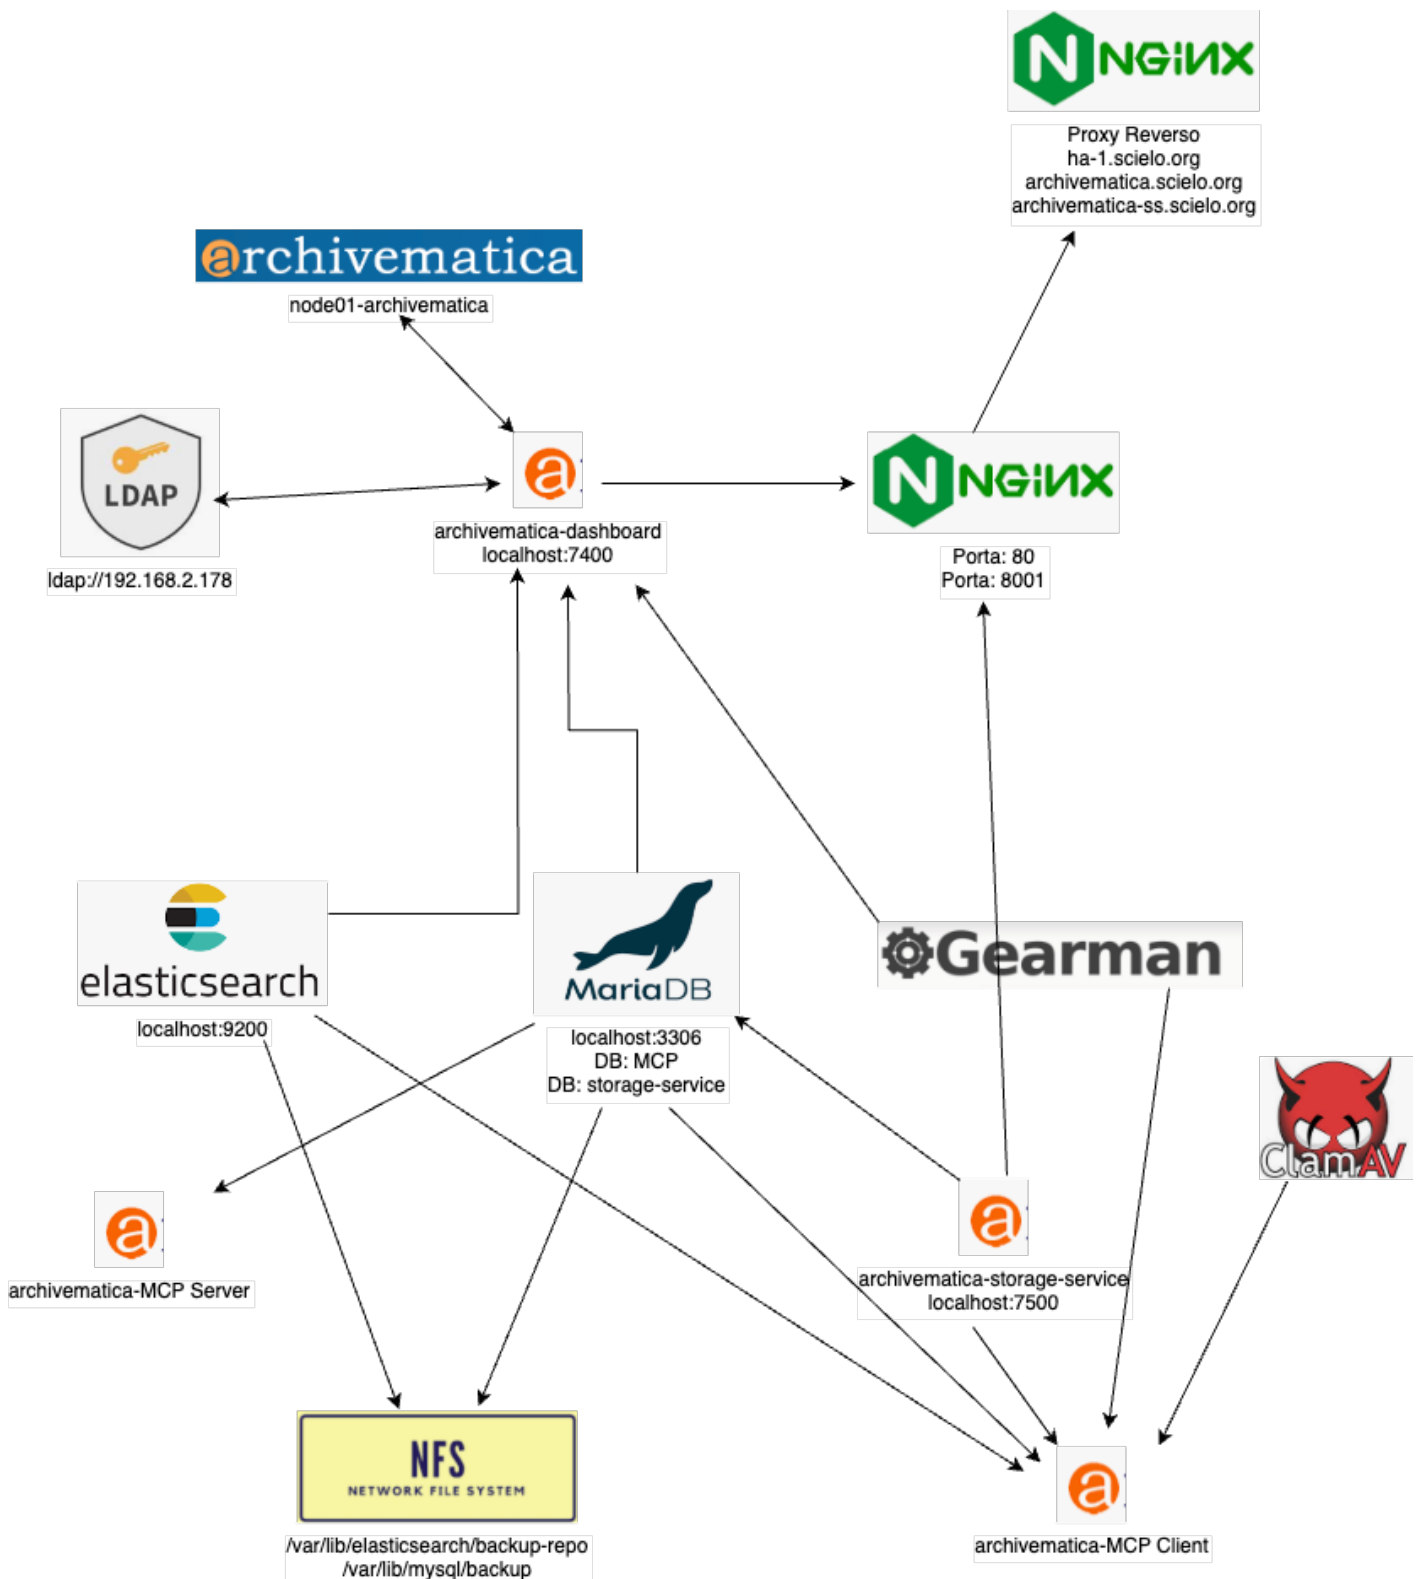 NGINX
Proxy Reverso
ha-1.scielo.org
archivematica.scielo.org
archivematica-ss.scielo.org
archivematica
node01-archivematica
LDAP
ldap://192.168.2.178
a
archivematica-dashboard
localhost:7400
NGINX
Porta: 80
Porta: 8001
elasticsearch
localhost:9200
MariaDB
localhost:3306
DB: MCP
DB: storage-service
Gearman
ClamAV
a
archivematica-MCP Server
a
archivematica-storage-service
localhost:7500
NFS
NETWORK FILE SYSTEM
/var/lib/elasticsearch/backup-repo
/var/lib/mysql/backup
a
archivematica-MCP Client